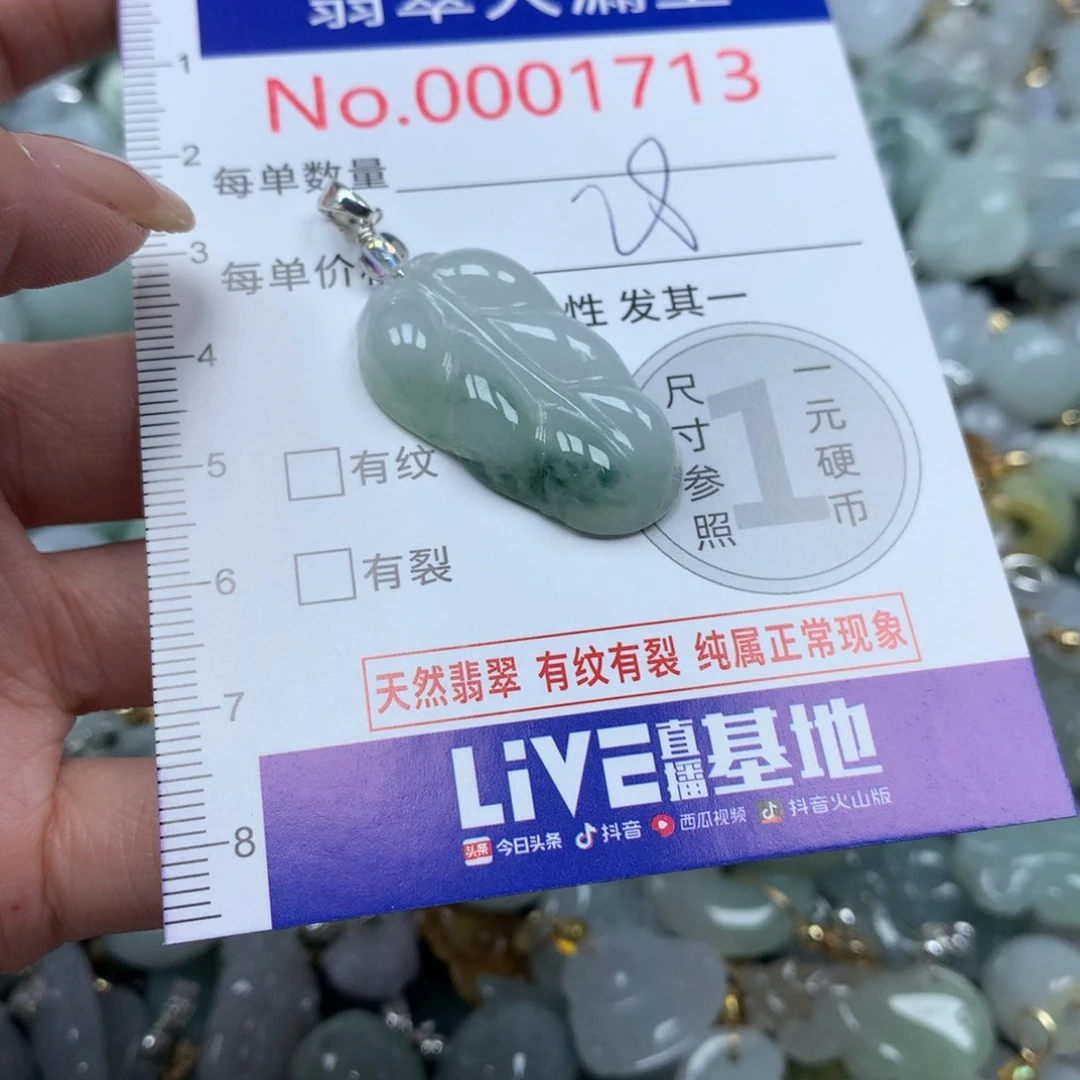 No.0001713
每单数量
28
每单价
性 发其一
尺寸参照
1
一元硬币
有纹
有裂
天然翡翠 有纹有裂 纯属正常现象
LiVE直播基地
头条 今日头条 抖音 西瓜视频 抖音火山版
1
2
3
4
5
6
7
8